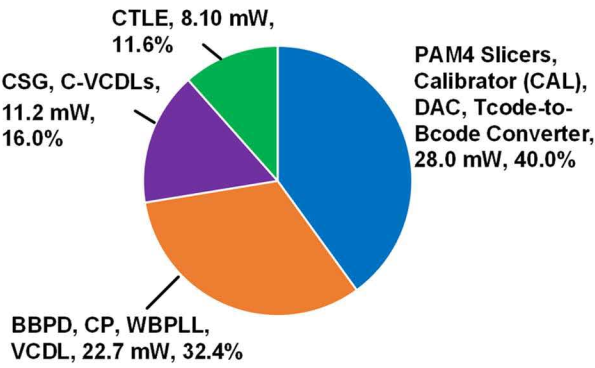 CTLE, 8.10 mW,
11.6%
CSG, C-VCDLs,
11.2 mW,
16.0%
PAM4 Slicers,
Calibrator (CAL),
DAC, Tcode-to-
Bcode Converter,
28.0 mW, 40.0%
BBPD, CP, WBPLL,
VCDL, 22.7 mW, 32.4%